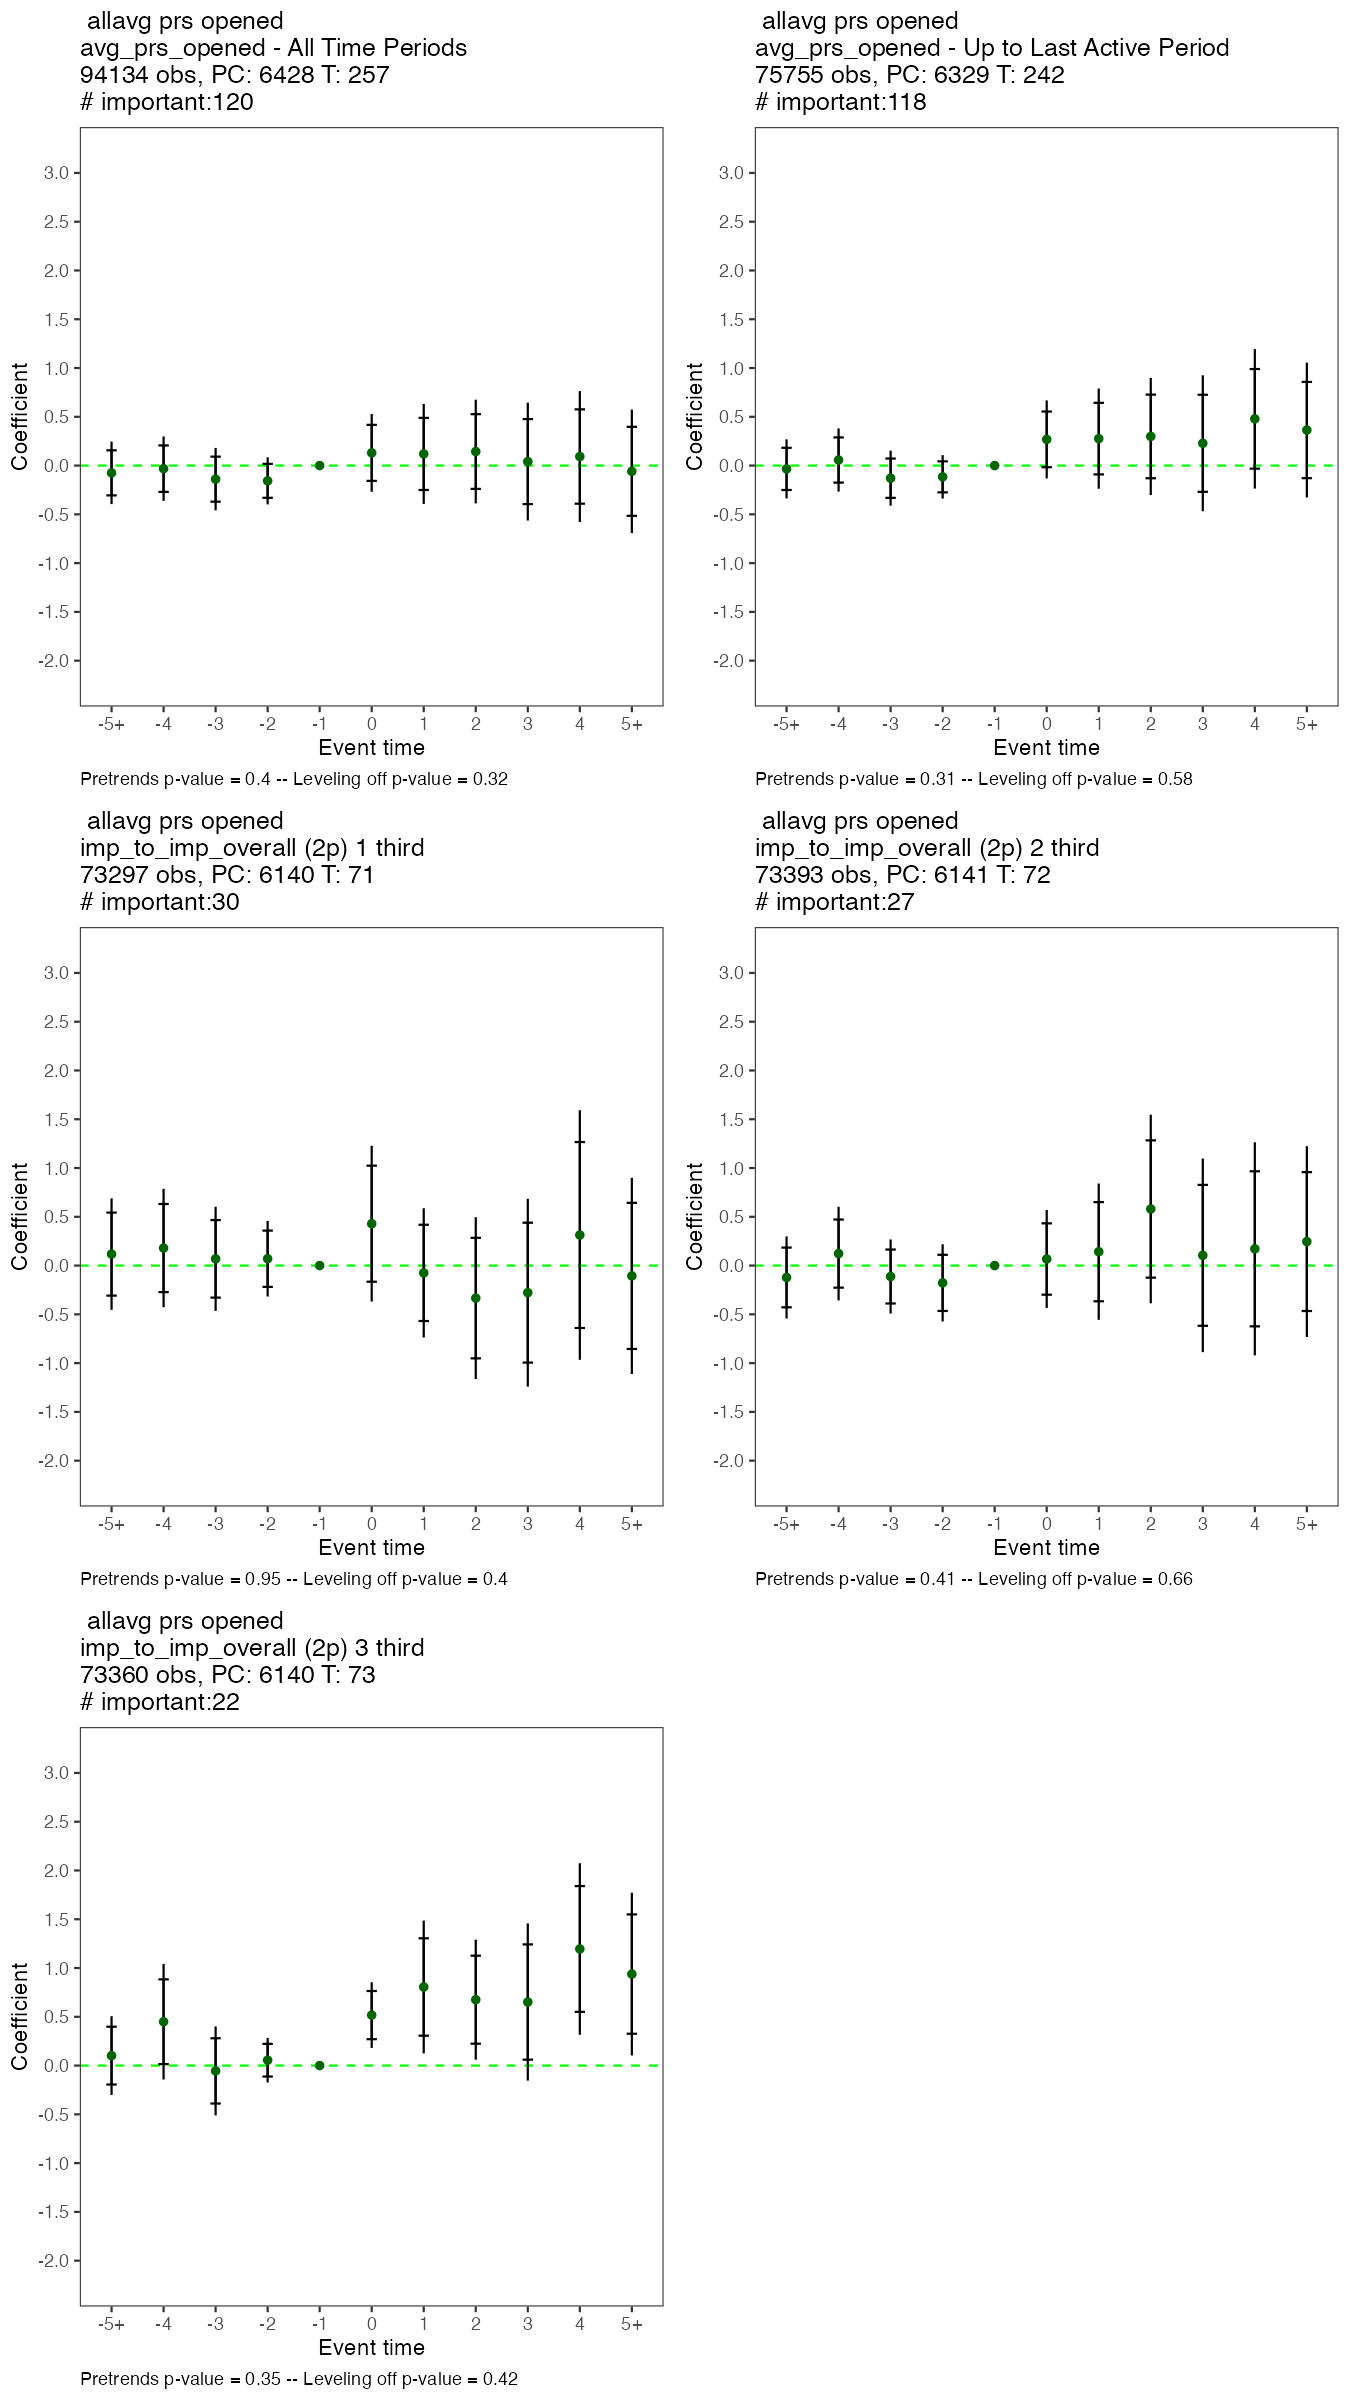 allavg prs opened
avg_prs_opened - All Time Periods
94134 obs, PC: 6428 T: 257
# important:120
Coefficient
3.0
2.5
2.0
1.5
1.0
0.5
0.0
-0.5
-1.0
-1.5
-2.0
-5+ -4 -3 -2 -1 0 1 2 3 4 5+
Event time
Pretrends p-value = 0.4 -- Leveling off p-value = 0.32
allavg prs opened
avg_prs_opened - Up to Last Active Period
75755 obs, PC: 6329 T: 242
# important:118
Coefficient
3.0
2.5
2.0
1.5
1.0
0.5
0.0
-0.5
-1.0
-1.5
-2.0
-5+ -4 -3 -2 -1 0 1 2 3 4 5+
Event time
Pretrends p-value = 0.31 -- Leveling off p-value = 0.58
allavg prs opened
imp_to_imp_overall (2p) 1 third
73297 obs, PC: 6140 T: 71
# important:30
Coefficient
3.0
2.5
2.0
1.5
1.0
0.5
0.0
-0.5
-1.0
-1.5
-2.0
-5+ -4 -3 -2 -1 0 1 2 3 4 5+
Event time
Pretrends p-value = 0.95 -- Leveling off p-value = 0.4
allavg prs opened
imp_to_imp_overall (2p) 2 third
73393 obs, PC: 6141 T: 72
# important:27
Coefficient
3.0
2.5
2.0
1.5
1.0
0.5
0.0
-0.5
-1.0
-1.5
-2.0
-5+ -4 -3 -2 -1 0 1 2 3 4 5+
Event time
Pretrends p-value = 0.41 -- Leveling off p-value = 0.66
allavg prs opened
imp_to_imp_overall (2p) 3 third
73360 obs, PC: 6140 T: 73
# important:22
Coefficient
3.0
2.5
2.0
1.5
1.0
0.5
0.0
-0.5
-1.0
-1.5
-2.0
-5+ -4 -3 -2 -1 0 1 2 3 4 5+
Event time
Pretrends p-value = 0.35 -- Leveling off p-value = 0.42